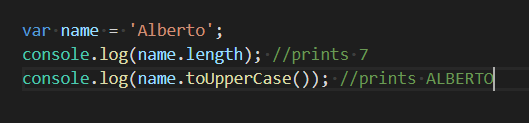 var name = 'Alberto';
console.log(name.length); //prints 7
console.log(name.toUpperCase()); //prints ALBERTO